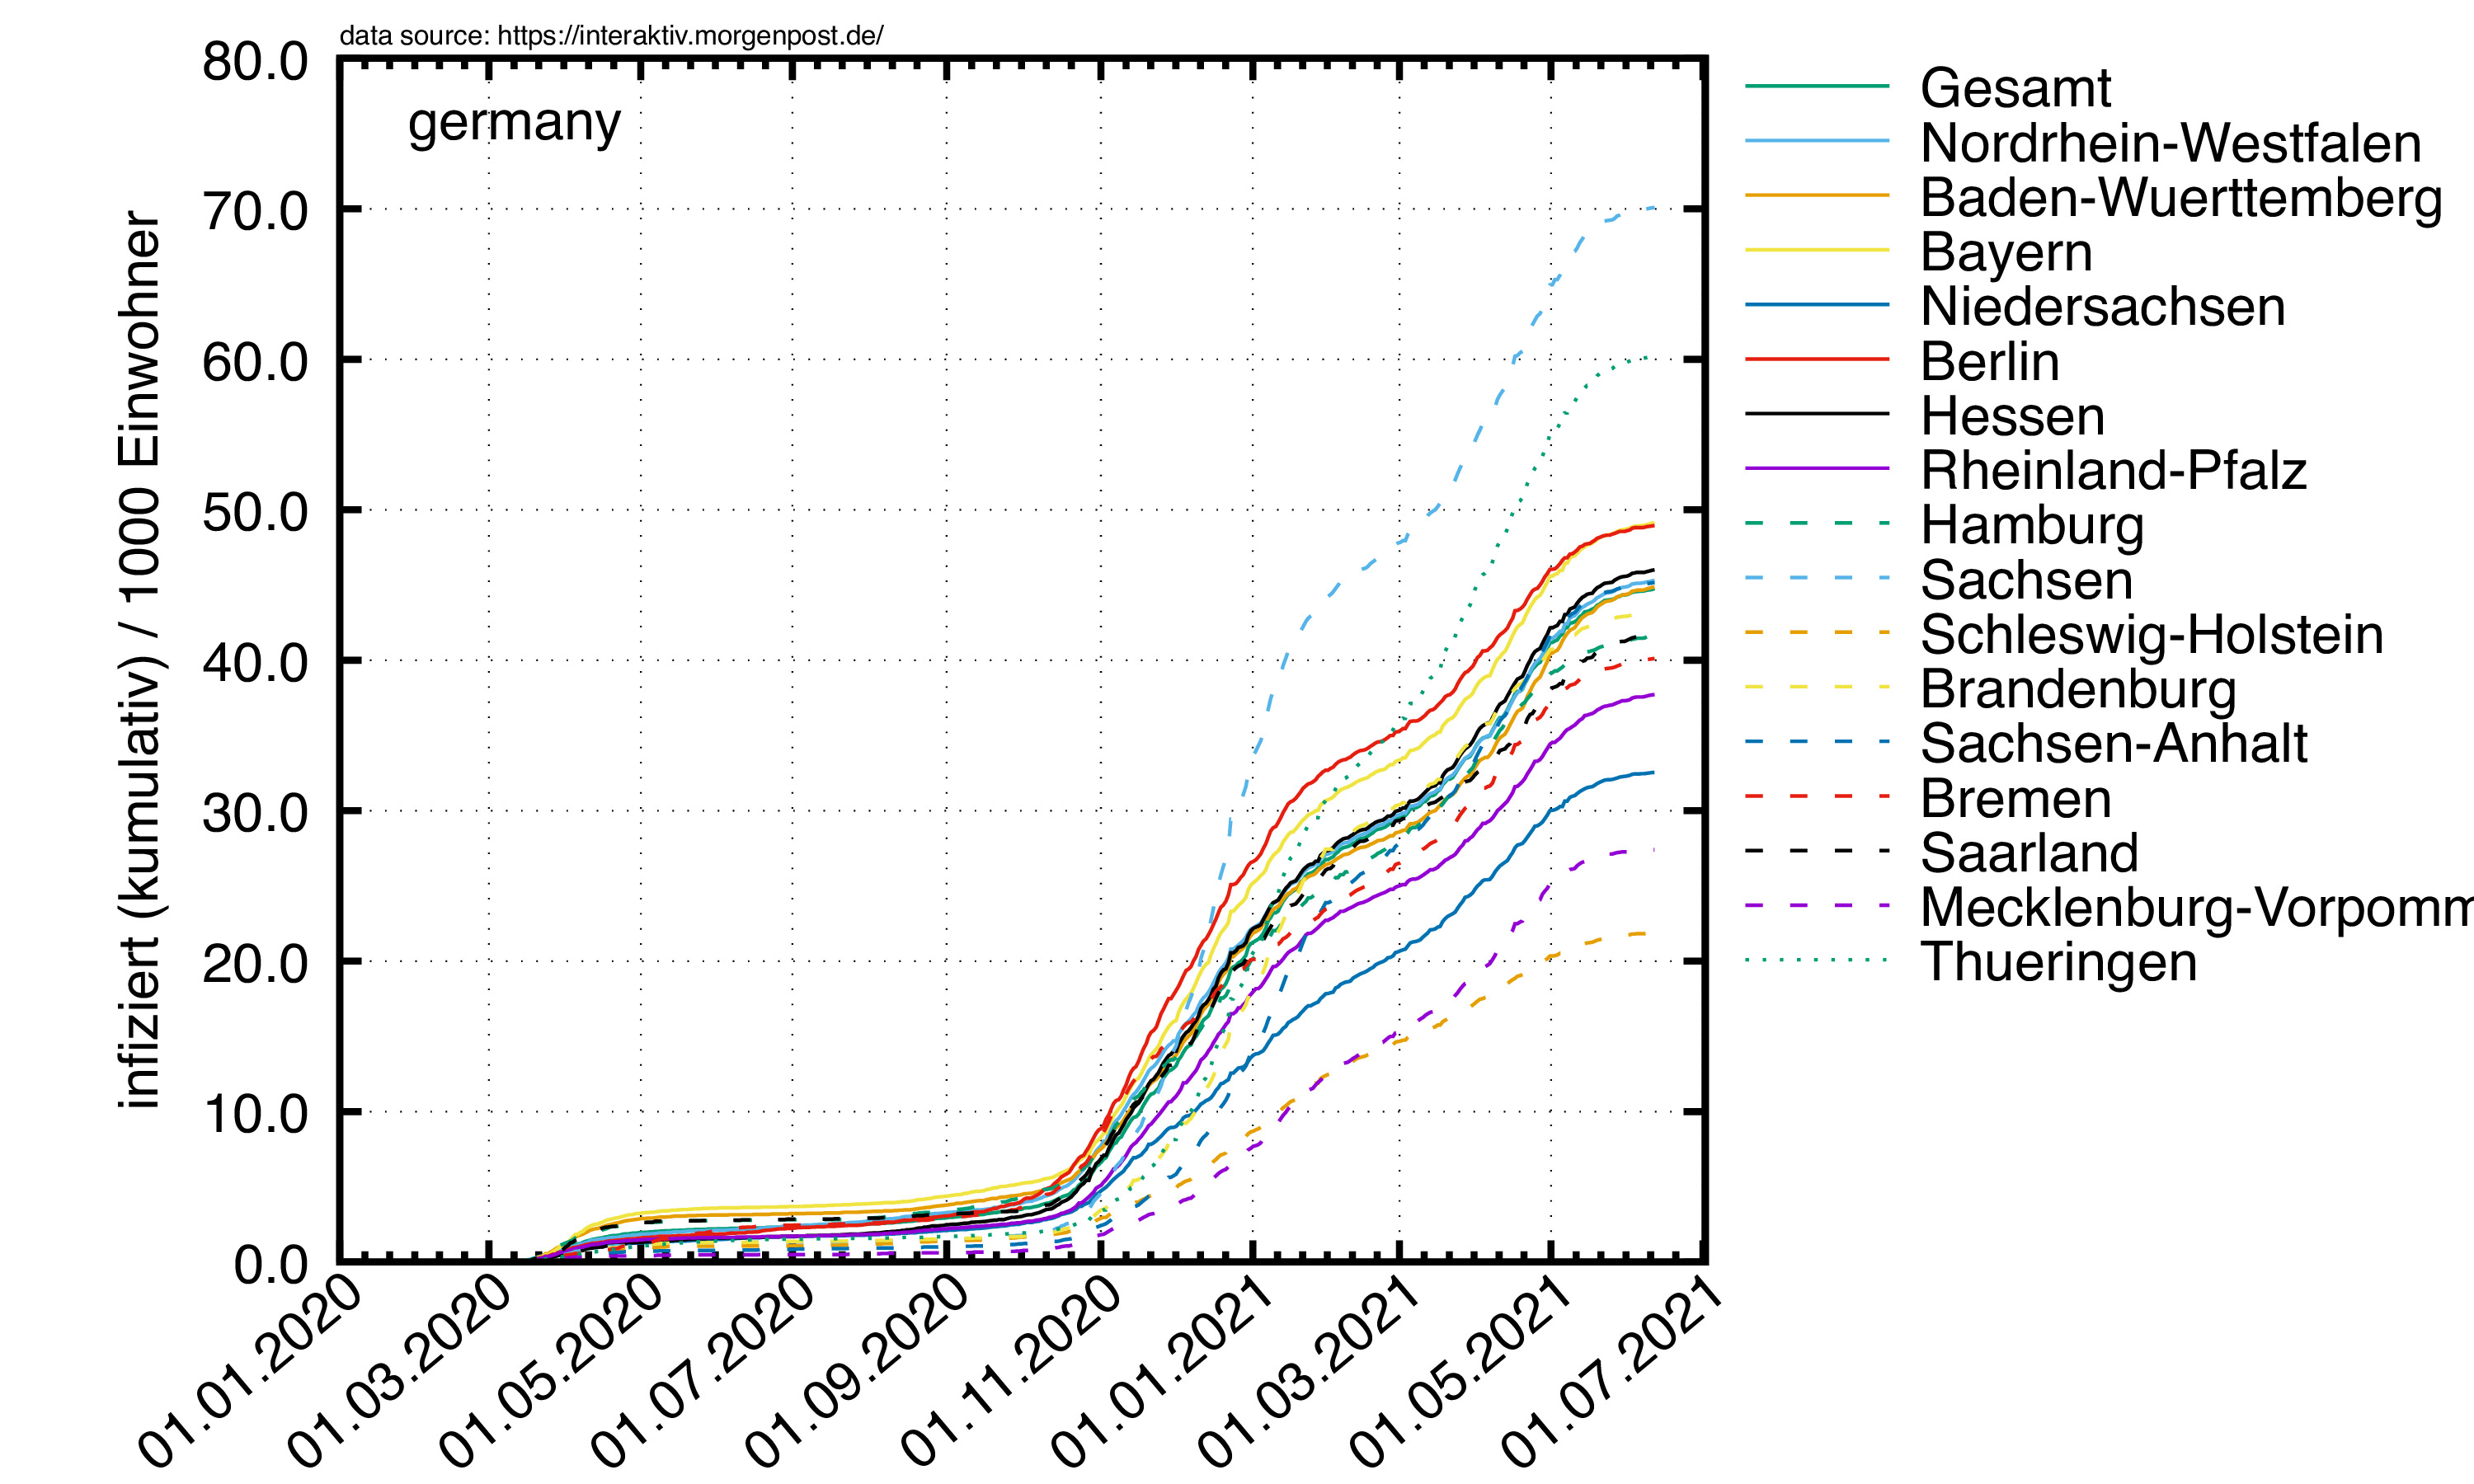 data source: https://interaktiv.morgenpost.de/
80.0
70.0
60.0
50.0
40.0
30.0
20.0
10.0
0.0
infiziert (kumulativ) / 1000 Einwohner
germany
01.01.2020
01.03.2020
01.05.2020
01.07.2020
01.09.2020
01.11.2020
01.01.2021
01.03.2021
01.05.2021
01.07.2021
Gesamt
Nordrhein-Westfalen
Baden-Wuerttemberg
Bayern
Niedersachsen
Berlin
Hessen
Rheinland-Pfalz
Hamburg
Sachsen
Schleswig-Holstein
Brandenburg
Sachsen-Anhalt
Bremen
Saarland
Mecklenburg-Vorpomm
Thueringen